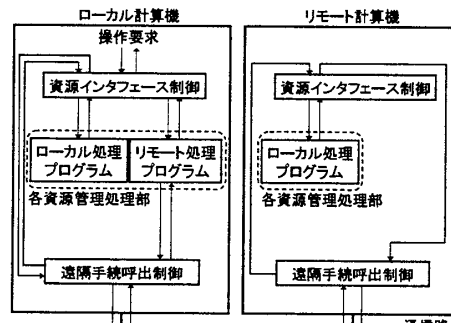 ローカル計算機
操作要求
資源インタフェース制御
ローカル処理
プログラム
リモート処理
プログラム
各資源管理処理部
遠隔手続呼出制御
リモート計算機
資源インタフェース制御
ローカル処理
プログラム
各資源管理処理部
遠隔手続呼出制御